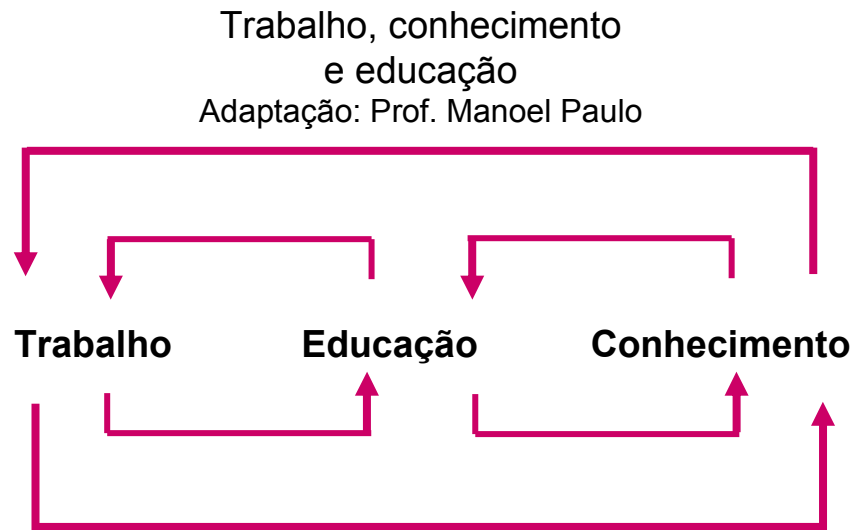 Trabalho, conhecimento
e educação
Adaptação: Prof. Manoel Paulo
Trabalho Educação Conhecimento